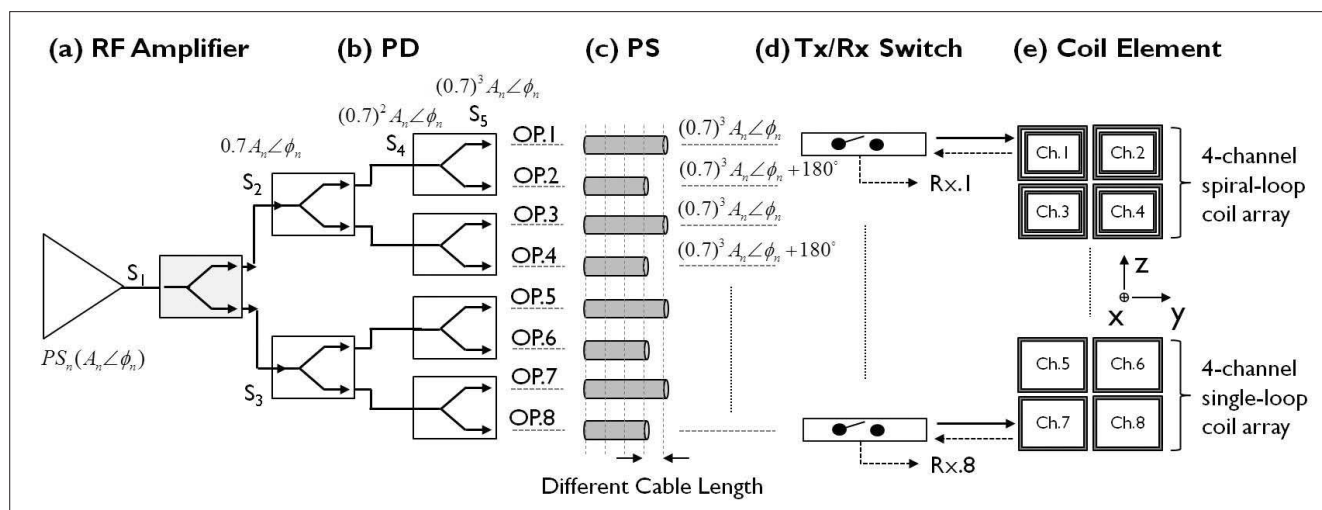 (a) RF Amplifier
(b) PD
(c) PS
(d) Tx/Rx Switch
(e) Coil Element
(0.7)³ Aₙ∠ϕₙ
(0.7)² Aₙ∠ϕₙ
0.7Aₙ∠ϕₙ
S₁
S₂
S₃
S₄
S₅
PSₙ(Aₙ∠ϕₙ)
OP.1
OP.2
OP.3
OP.4
OP.5
OP.6
OP.7
OP.8
(0.7)³ Aₙ∠ϕₙ
(0.7)³ Aₙ∠ϕₙ +180°
(0.7)³ Aₙ∠ϕₙ
(0.7)³ Aₙ∠ϕₙ +180°
Different Cable Length
Rx.1
Rx.8
Ch.1
Ch.2
Ch.3
Ch.4
4-channel
spiral-loop
coil array
z
x
y
Ch.5
Ch.6
Ch.7
Ch.8
4-channel
single-loop
coil array